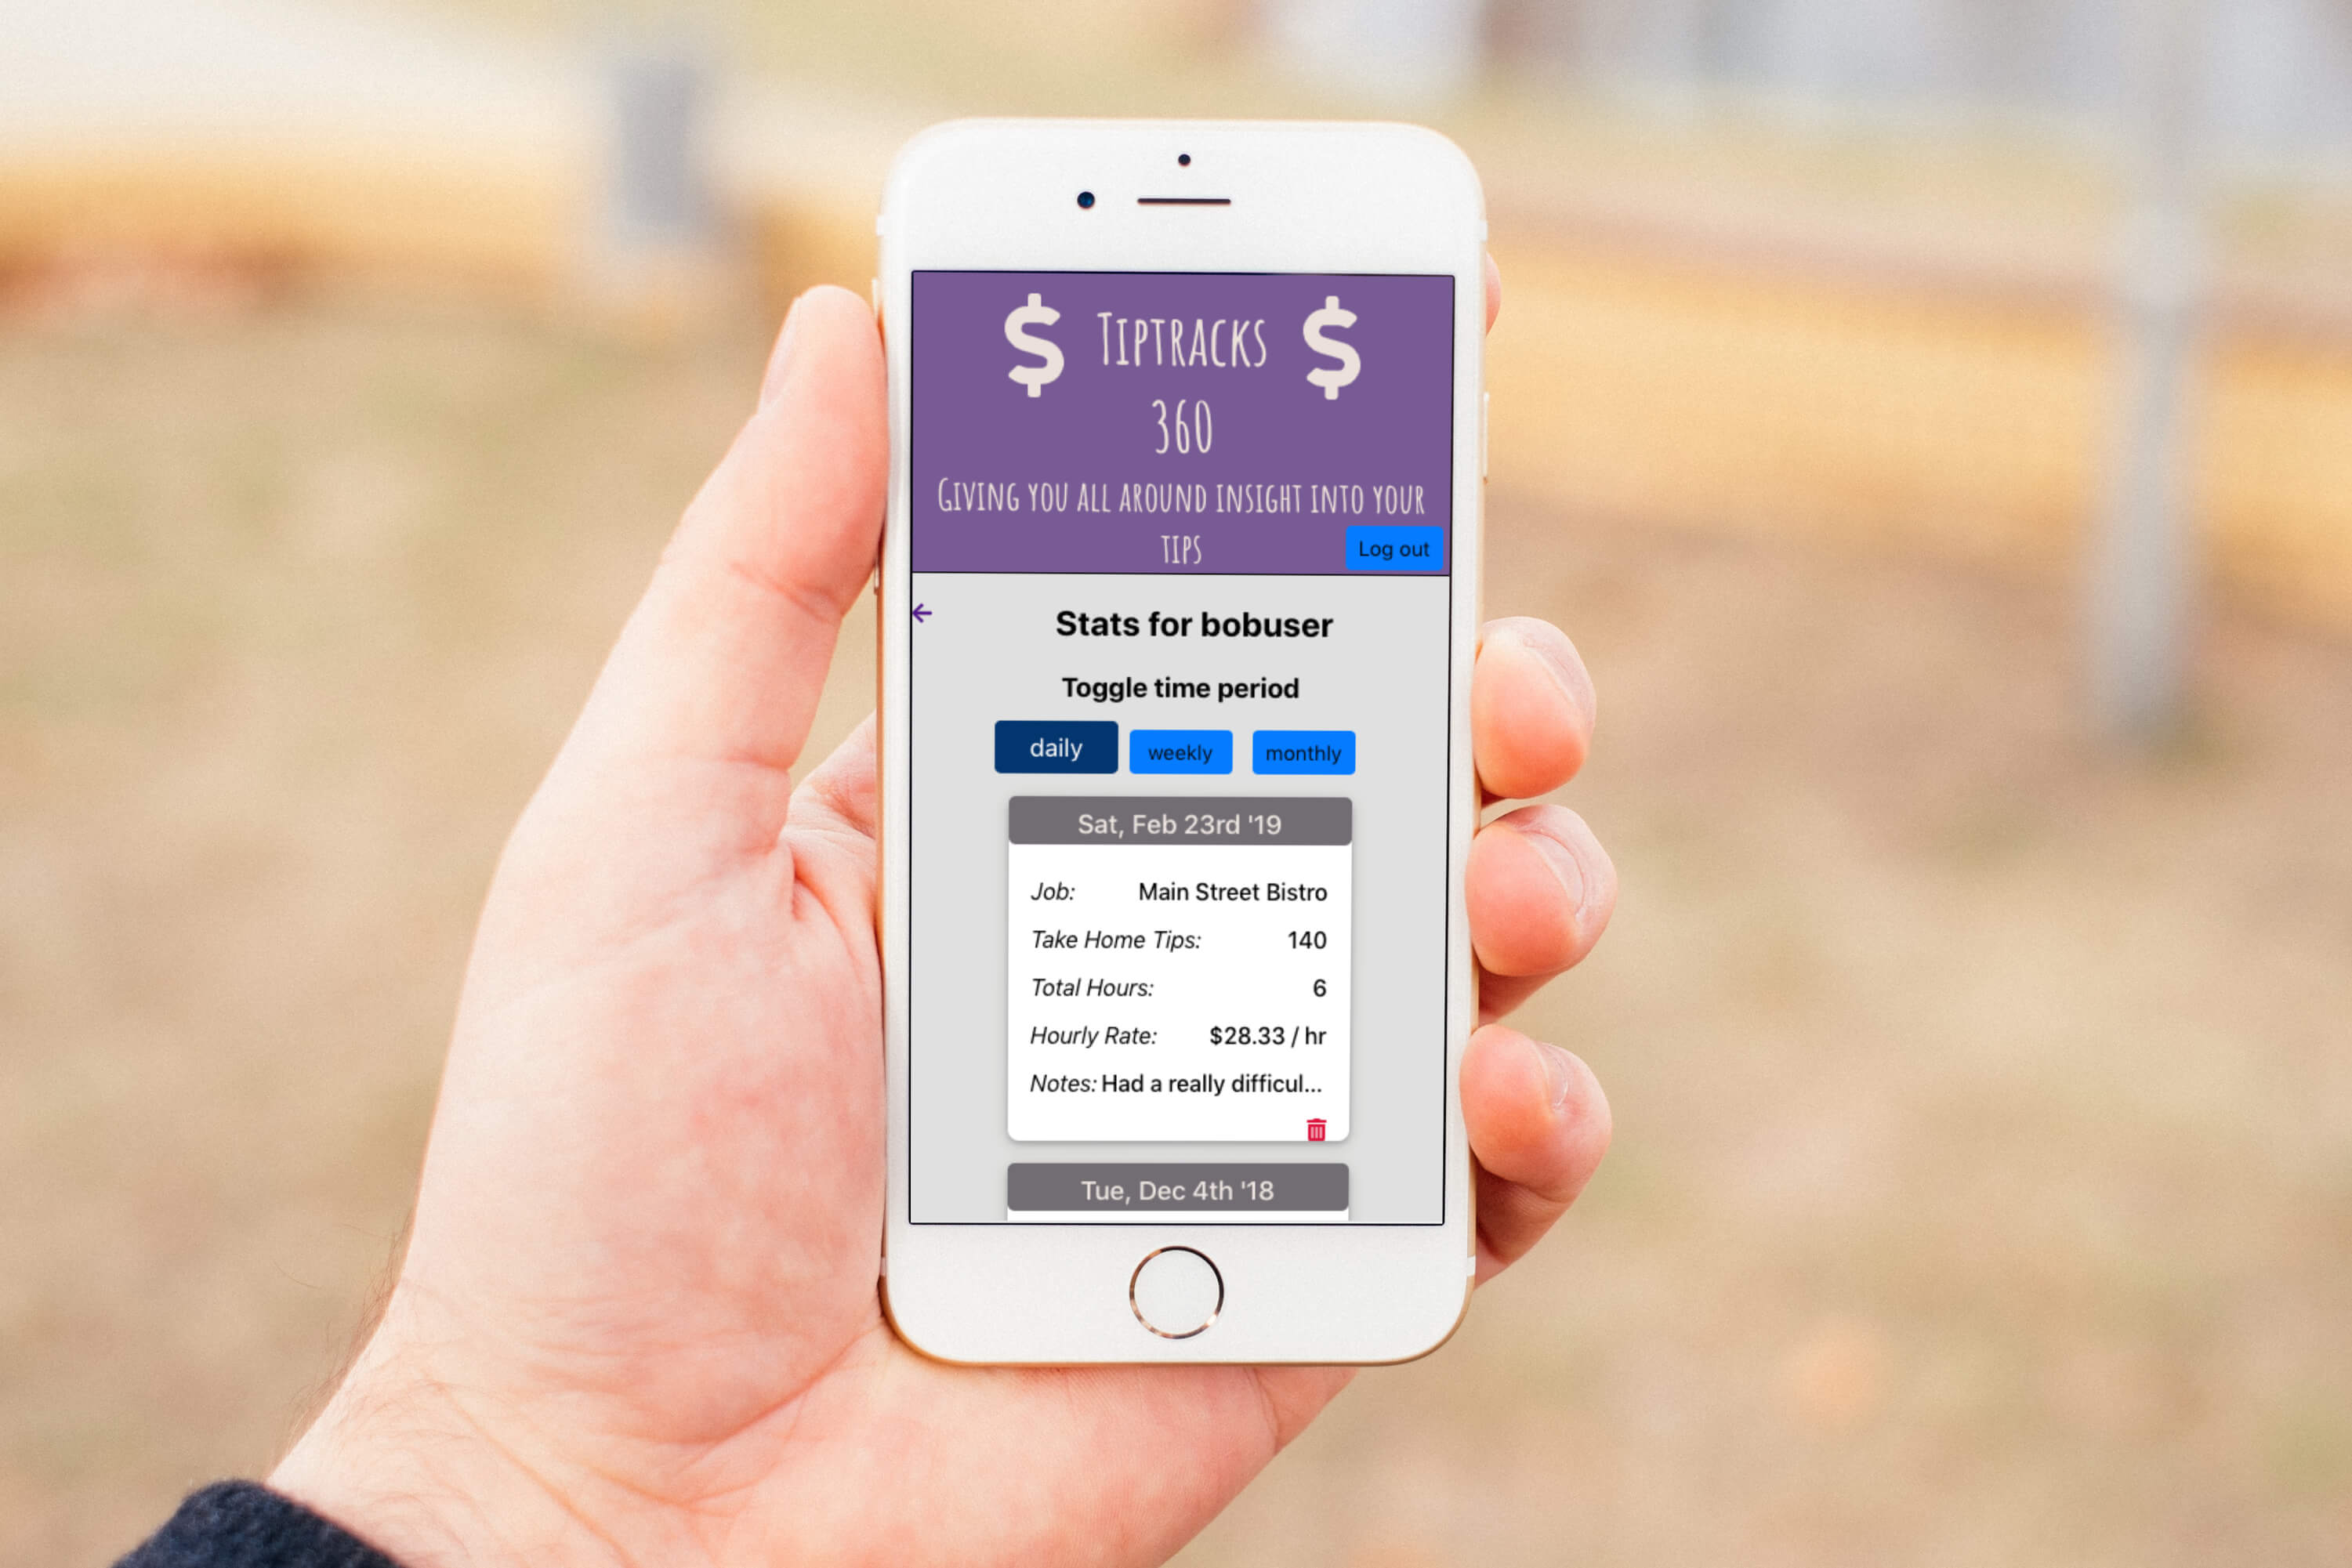 $ Tiptracks $
360
Giving you all around insight into your
tips
Log out
Stats for bobuser
Toggle time period
daily weekly monthly
Sat, Feb 23rd '19
Job: Main Street Bistro
Take Home Tips: 140
Total Hours: 6
Hourly Rate: $28.33 / hr
Notes: Had a really difficul...
Tue, Dec 4th '18